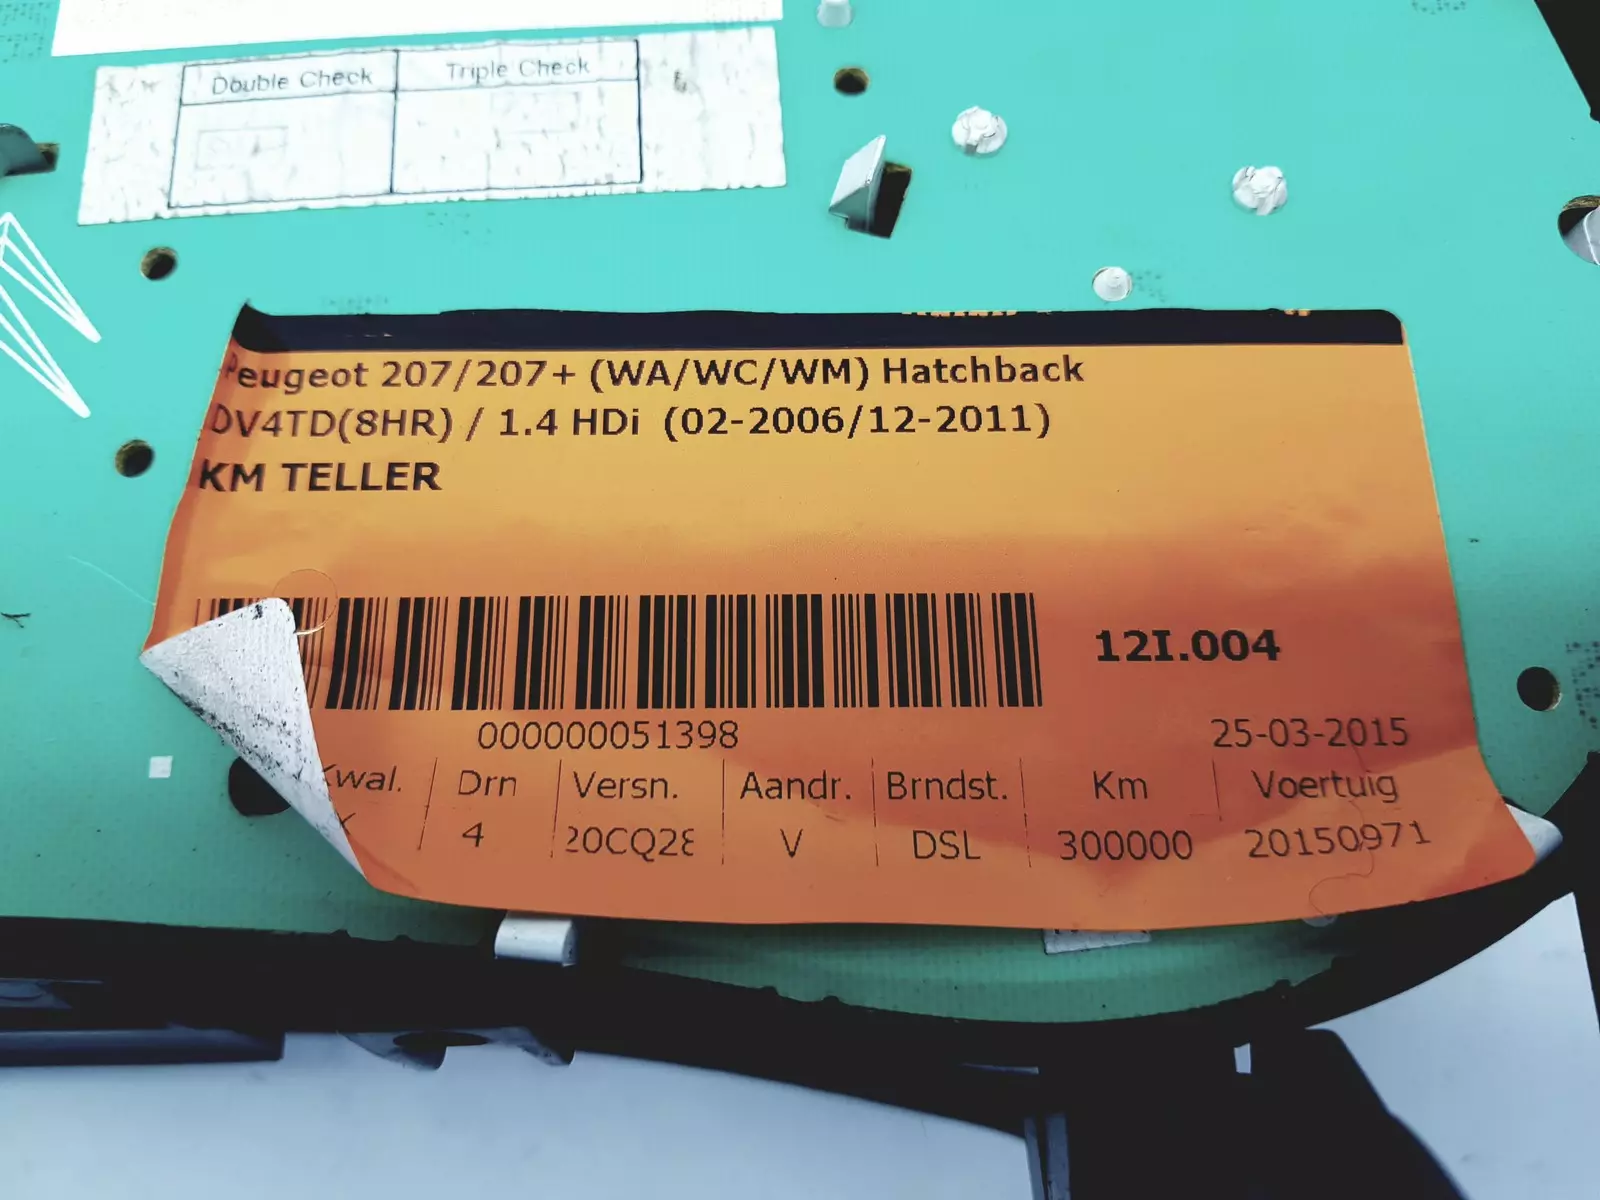 Double Check Triple Check
Peugeot 207/207+ (WA/WC/WM) Hatchback
DV4TD(8HR) / 1.4 HDi (02-2006/12-2011)
KM TELLER
12I.004
000000051398 25-03-2015
Kwal. Drn Versn. Aandr. Brndst. Km Voertuig
4 20CQ28 V DSL 300000 20150971